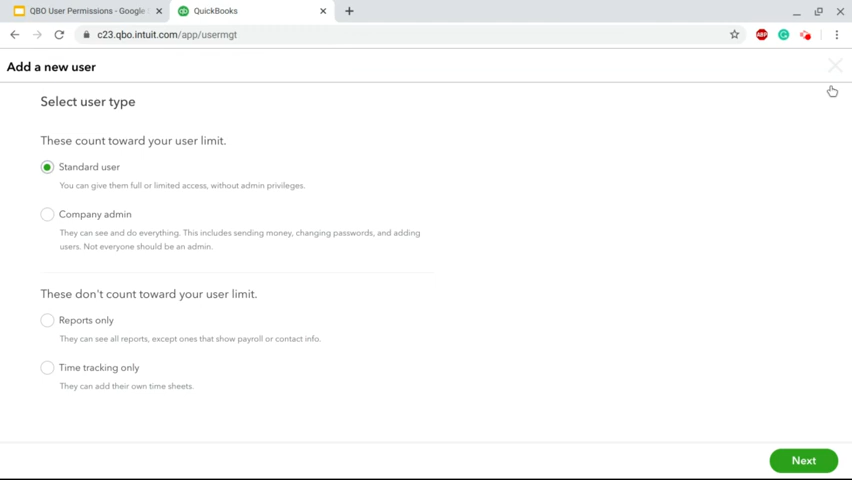 QBO User Permissions - Google
QuickBooks
c23.qbo.intuit.com/app/usermgt
ABP
Add a new user
Select user type
These count toward your user limit.
Standard user
You can give them full or limited access, without admin privileges.
Company admin
They can see and do everything. This includes sending money, changing passwords, and adding
users. Not everyone should be an admin.
These don't count toward your user limit.
Reports only
They can see all reports, except ones that show payroll or contact info.
Time tracking only
They can add their own time sheets.
Next